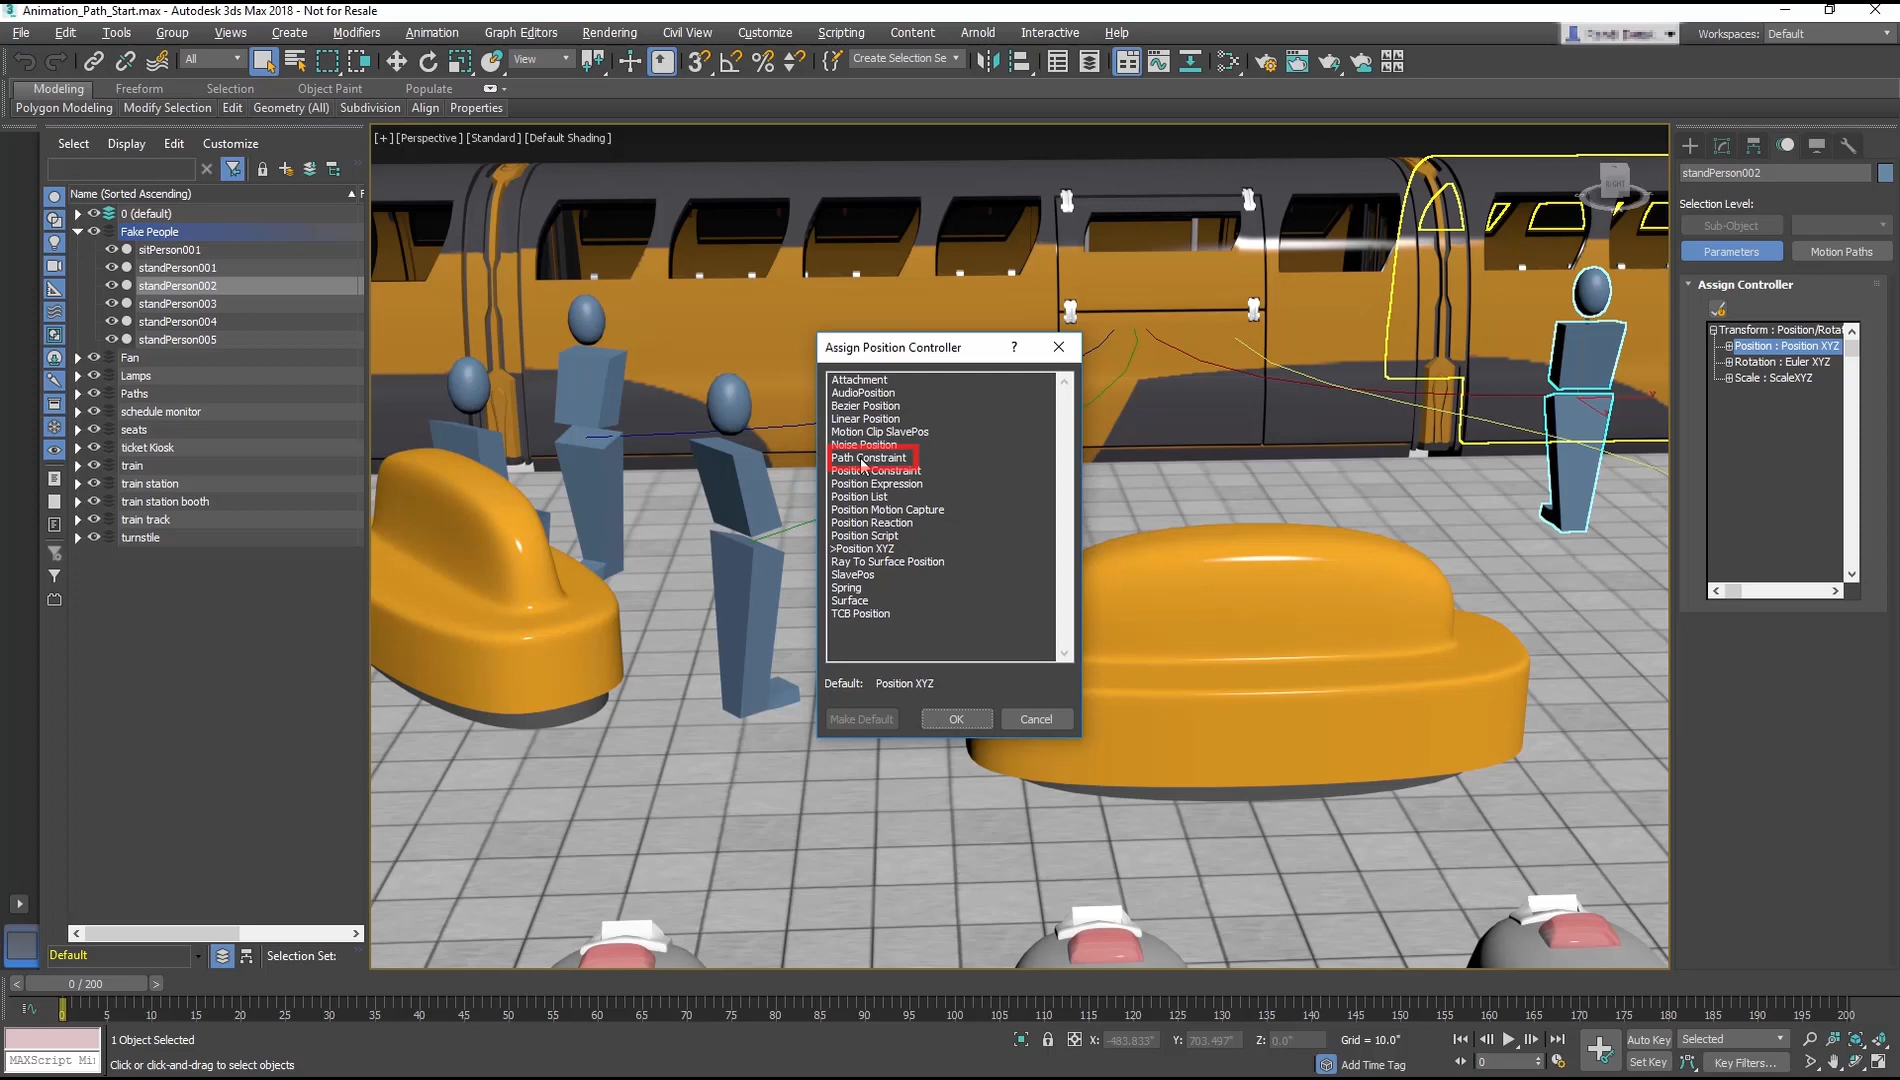 Animation_Path_Start.max - Autodesk 3ds Max 2018 - Not for Resale
File Edit Tools Group Views Create Modifiers Animation Graph Editors Rendering Civil View Customize Scripting Content Arnold Interactive Help
Workspaces: Default
All
View
Create Selection Se
Modeling Freeform Selection Object Paint Populate
Polygon Modeling Modify Selection Edit Geometry (All) Subdivision Align Properties
Select Display Edit Customize
Name (Sorted Ascending)
0 (default)
Fake People
sitPerson001
standPerson001
standPerson002
standPerson003
standPerson004
standPerson005
Fan
Lamps
Paths
schedule monitor
seats
ticket Kiosk
train
train station
train station booth
train track
turnstile
Default
Selection Set:
[+] [Perspective] [Standard] [Default Shading]
RIGHT
Assign Position Controller ?
Attachment
AudioPosition
Bezier Position
Linear Position
Motion Clip SlavePos
Noise Position
Path Constraint
Position Constraint
Position Expression
Position List
Position Motion Capture
Position Reaction
Position Script
>Position XYZ
Ray To Surface Position
SlavePos
Spring
Surface
TCB Position
Default: Position XYZ
Make Default OK Cancel
standPerson002
Selection Level:
Sub-Object
Parameters Motion Paths
Assign Controller
Transform : Position/Rotat
Position : Position XYZ
Rotation : Euler XYZ
Scale : ScaleXYZ
< 0 / 200 >
0 5 10 15 20 25 30 35 40 45 50 55 60 65 70 75 80 85 90 95 100 105 110 115 120 125 130 135 140 145 150 155 160 165 170 175 180 185 190 195 200
1 Object Selected
X: -483.833" Y: 703.497" Z: 0.0" Grid = 10.0"
Auto Key Selected
MAXScript Mi
Click or click-and-drag to select objects
Add Time Tag
0
Set Key Key Filters...